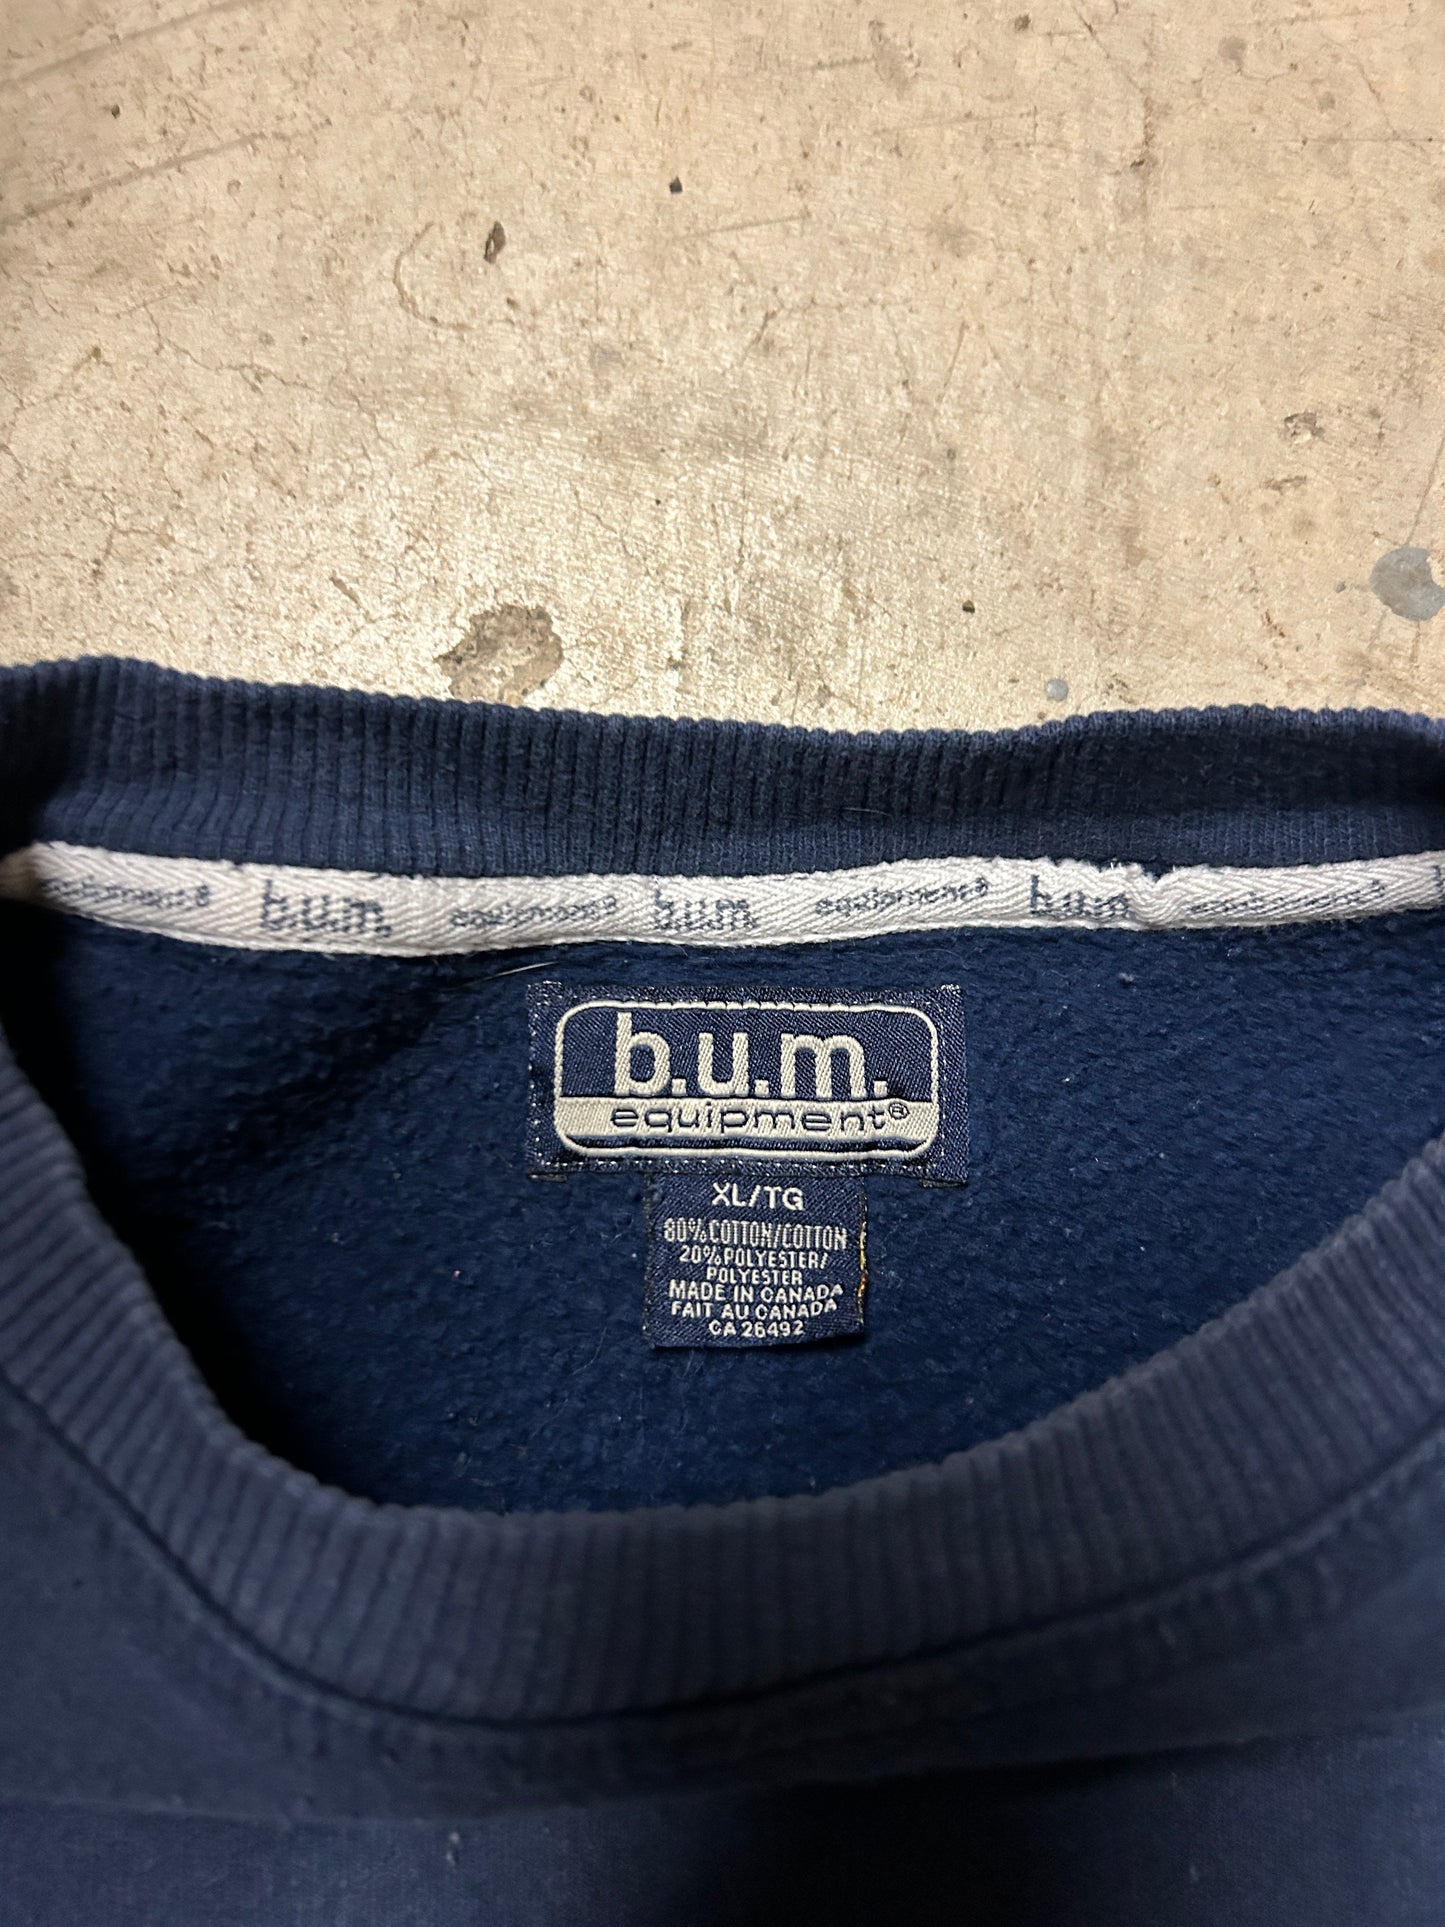 equipment® b.u.m. equipment® b.u.m. equipment® b.u.m. equipment®
b.u.m.
equipment®
XL/TG
80% COTTON/COTTON
20% POLYESTER/
POLYESTER
MADE IN CANADA
FAIT AU CANADA
CA 26492